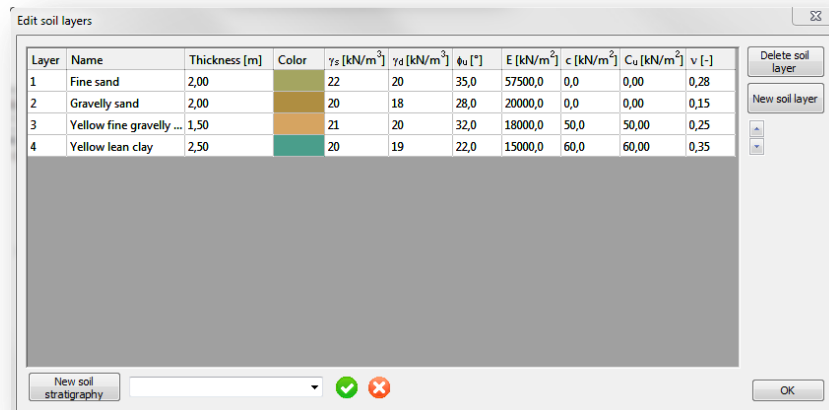 Edit soil layers
Layer Name Thickness [m] Color γs [kN/m³] γd [kN/m³] ϕu [°] E [kN/m²] c [kN/m²] Cu [kN/m²] ν [-]
1 Fine sand 2,00 22 20 35,0 57500,0 0,0 0,00 0,28
2 Gravelly sand 2,00 20 18 28,0 20000,0 0,0 0,00 0,15
3 Yellow fine gravelly ... 1,50 21 20 32,0 18000,0 50,0 50,00 0,25
4 Yellow lean clay 2,50 20 19 22,0 15000,0 60,0 60,00 0,35
Delete soil
layer
New soil layer
New soil
stratigraphy
OK